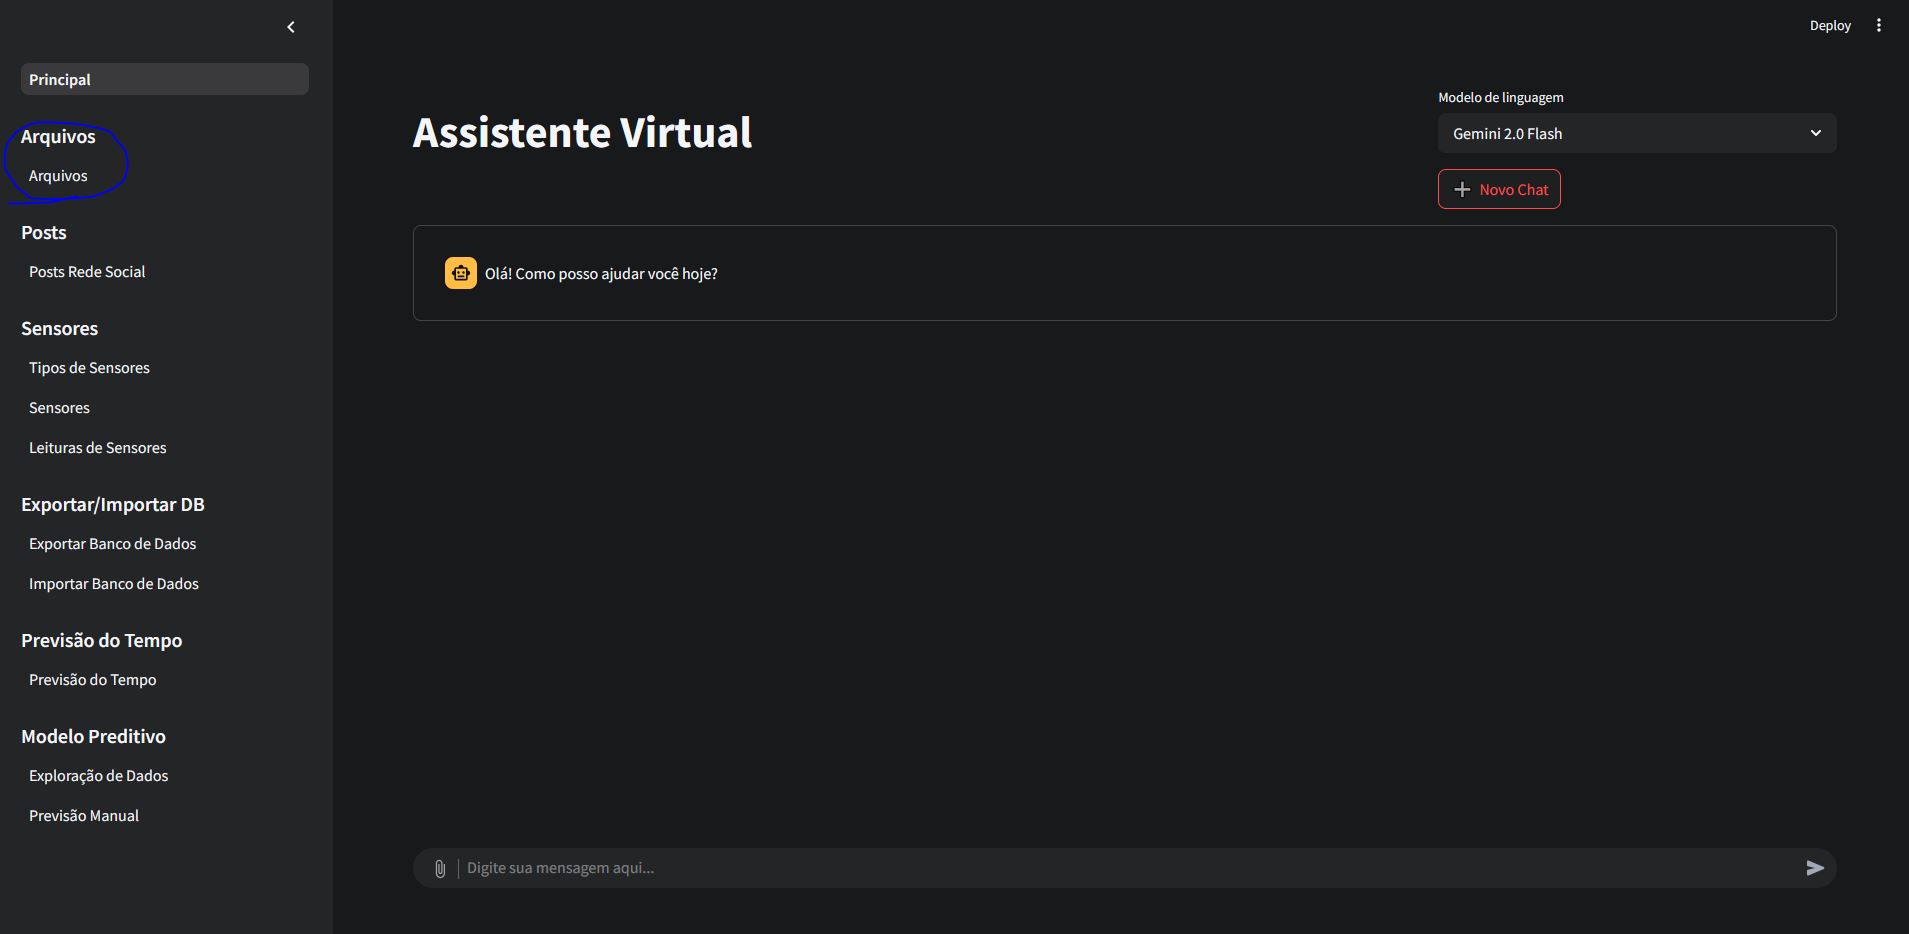 Principal
Arquivos
Arquivos
Posts
Posts Rede Social
Sensores
Tipos de Sensores
Sensores
Leituras de Sensores
Exportar/Importar DB
Exportar Banco de Dados
Importar Banco de Dados
Previsão do Tempo
Previsão do Tempo
Modelo Preditivo
Exploração de Dados
Previsão Manual
Deploy
Assistente Virtual
Modelo de linguagem
Gemini 2.0 Flash
Novo Chat
Olá! Como posso ajudar você hoje?
Digite sua mensagem aqui...